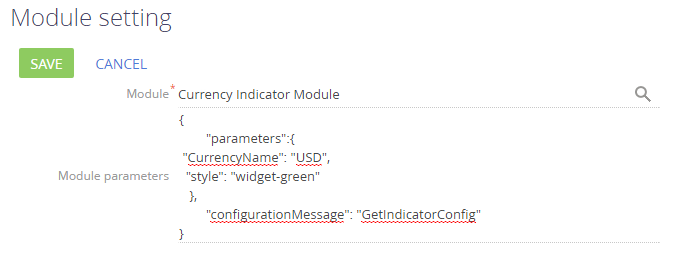 Module setting
SAVE CANCEL
Module* Currency Indicator Module
Module parameters
{
"parameters":{
"CurrencyName": "USD",
"style": "widget-green"
},
"configurationMessage": "GetIndicatorConfig"
}